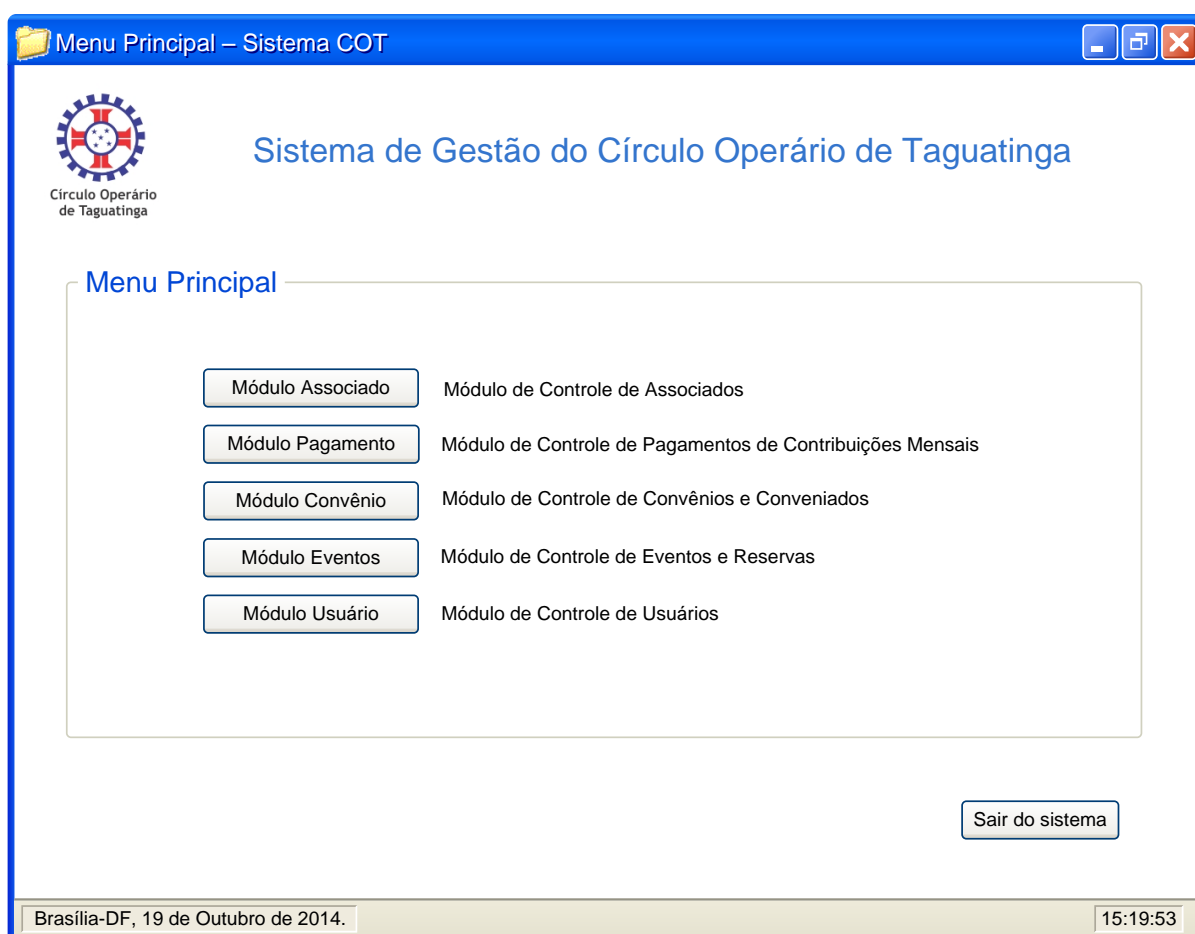 Menu Principal – Sistema COT
Círculo Operário
de Taguatinga
Sistema de Gestão do Círculo Operário de Taguatinga
Menu Principal
Módulo Associado Módulo de Controle de Associados
Módulo Pagamento Módulo de Controle de Pagamentos de Contribuições Mensais
Módulo Convênio Módulo de Controle de Convênios e Conveniados
Módulo Eventos Módulo de Controle de Eventos e Reservas
Módulo Usuário Módulo de Controle de Usuários
Sair do sistema
Brasília-DF, 19 de Outubro de 2014. 15:19:53